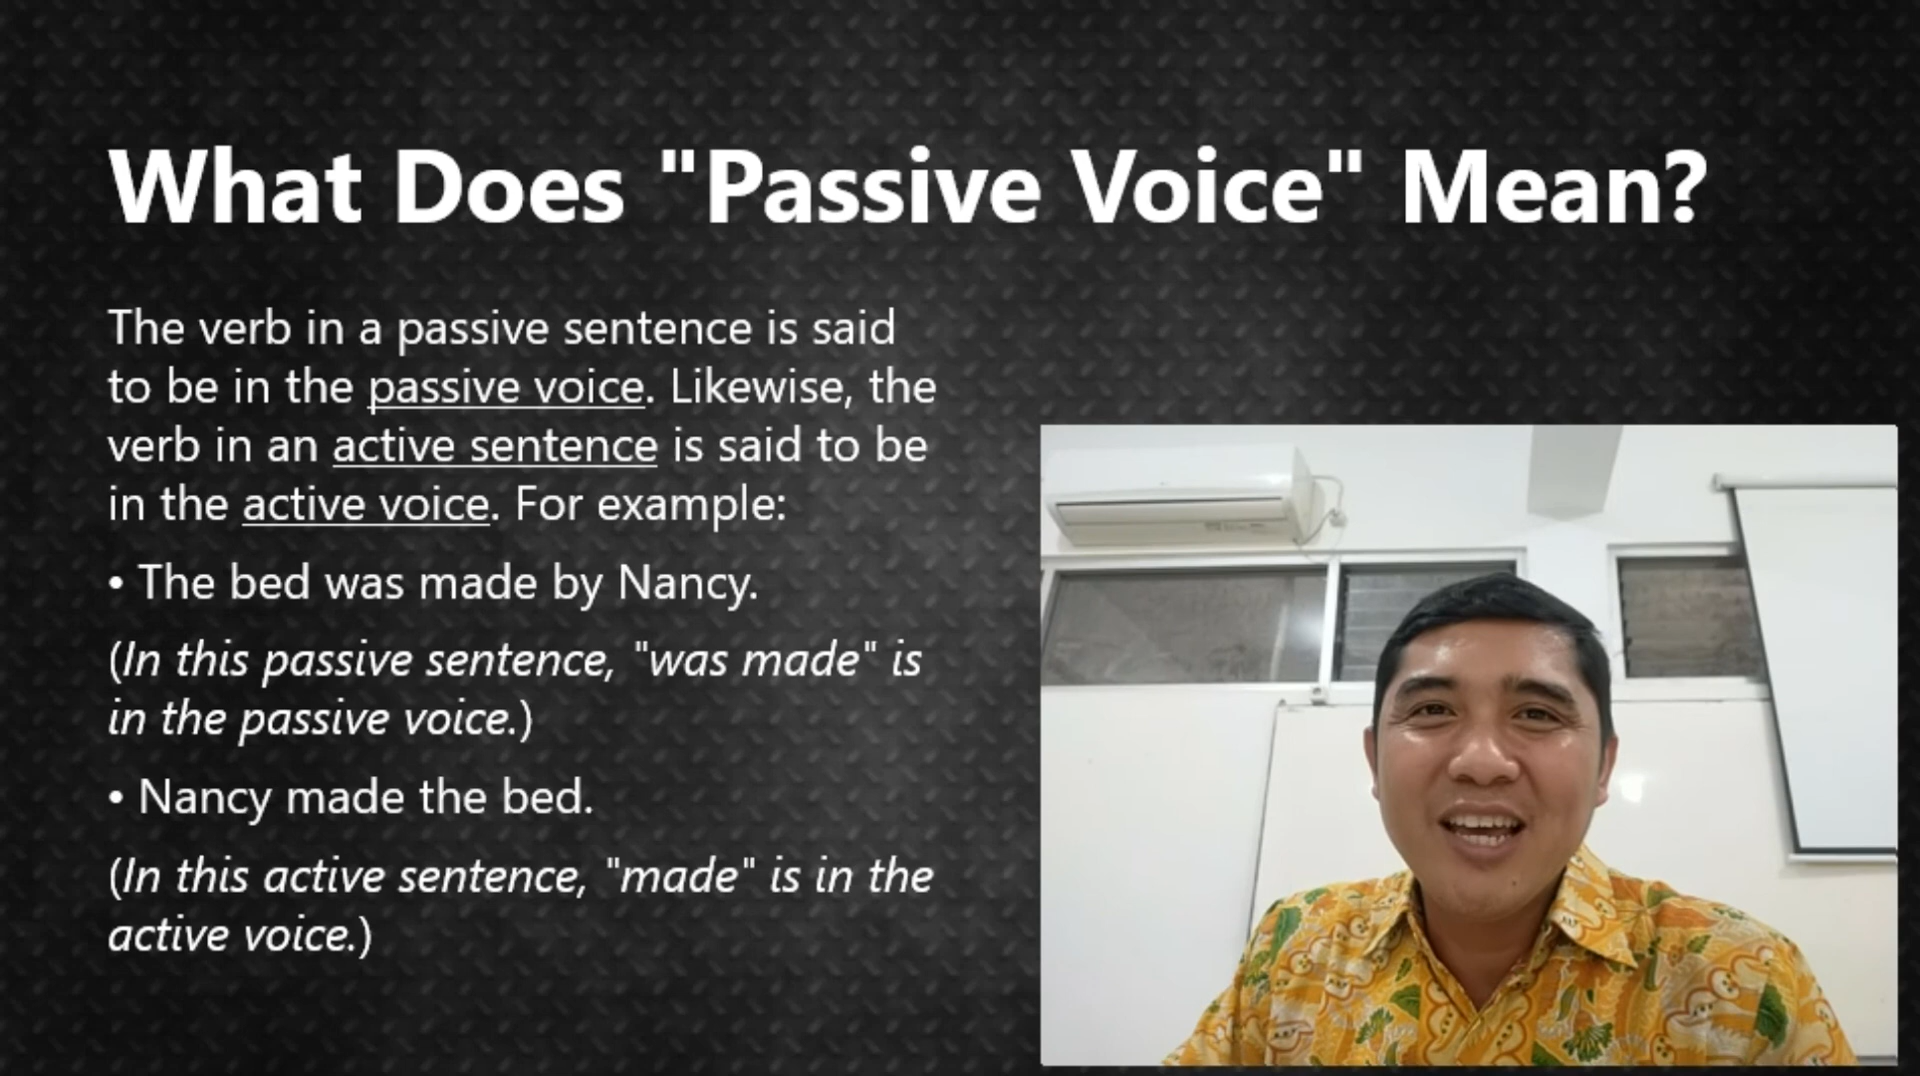 What Does "Passive Voice" Mean?
The verb in a passive sentence is said
to be in the passive voice. Likewise, the
verb in an active sentence is said to be
in the active voice. For example:
• The bed was made by Nancy.
(In this passive sentence, "was made" is
in the passive voice.)
• Nancy made the bed.
(In this active sentence, "made" is in the
active voice.)